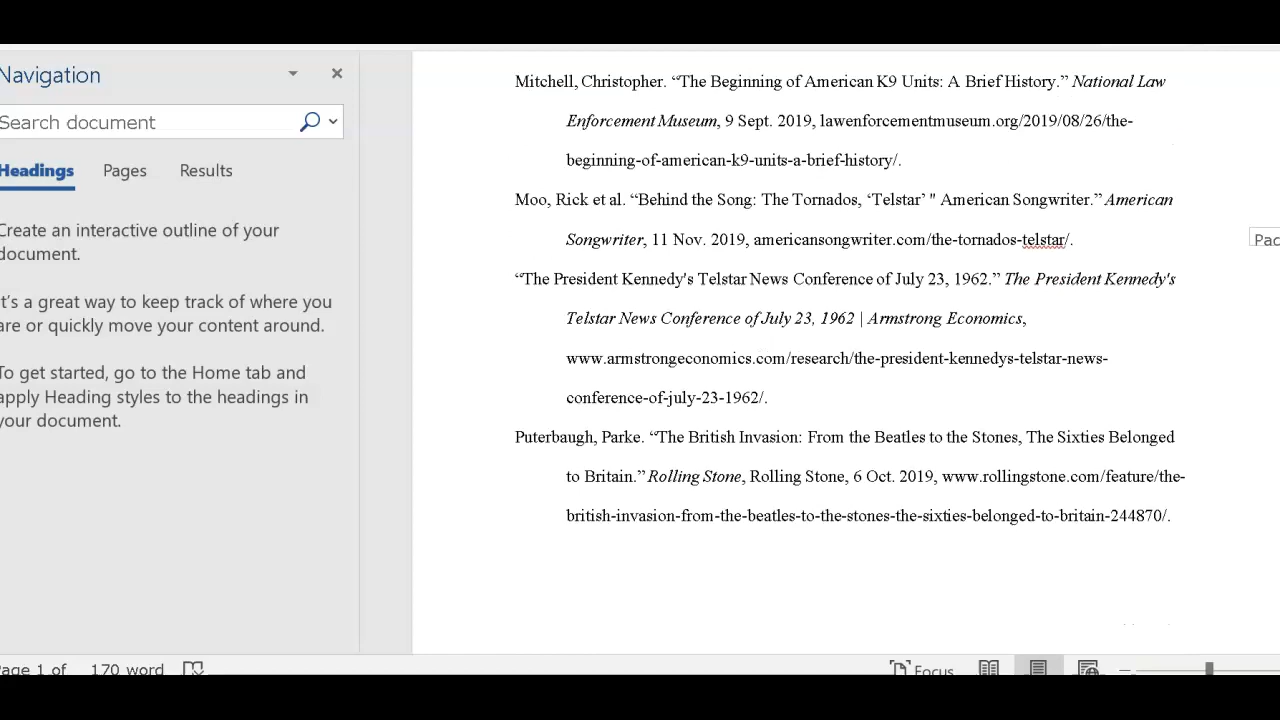 Navigation
Search document
Headings Pages Results
Create an interactive outline of your
document.
It's a great way to keep track of where you
are or quickly move your content around.
To get started, go to the Home tab and
apply Heading styles to the headings in
your document.
Mitchell, Christopher. “The Beginning of American K9 Units: A Brief History.” National Law
Enforcement Museum, 9 Sept. 2019, lawenforcementmuseum.org/2019/08/26/the-
beginning-of-american-k9-units-a-brief-history/.
Moo, Rick et al. “Behind the Song: The Tornados, ‘Telstar’ " American Songwriter.” American
Songwriter, 11 Nov. 2019, americansongwriter.com/the-tornados-telstar/.
“The President Kennedy's Telstar News Conference of July 23, 1962.” The President Kennedy's
Telstar News Conference of July 23, 1962 | Armstrong Economics,
www.armstrongeconomics.com/research/the-president-kennedys-telstar-news-
conference-of-july-23-1962/.
Puterbaugh, Parke. “The British Invasion: From the Beatles to the Stones, The Sixties Belonged
to Britain.” Rolling Stone, Rolling Stone, 6 Oct. 2019, www.rollingstone.com/feature/the-
british-invasion-from-the-beatles-to-the-stones-the-sixties-belonged-to-britain-244870/.
Pac
Page 1 of 170 word
Focus